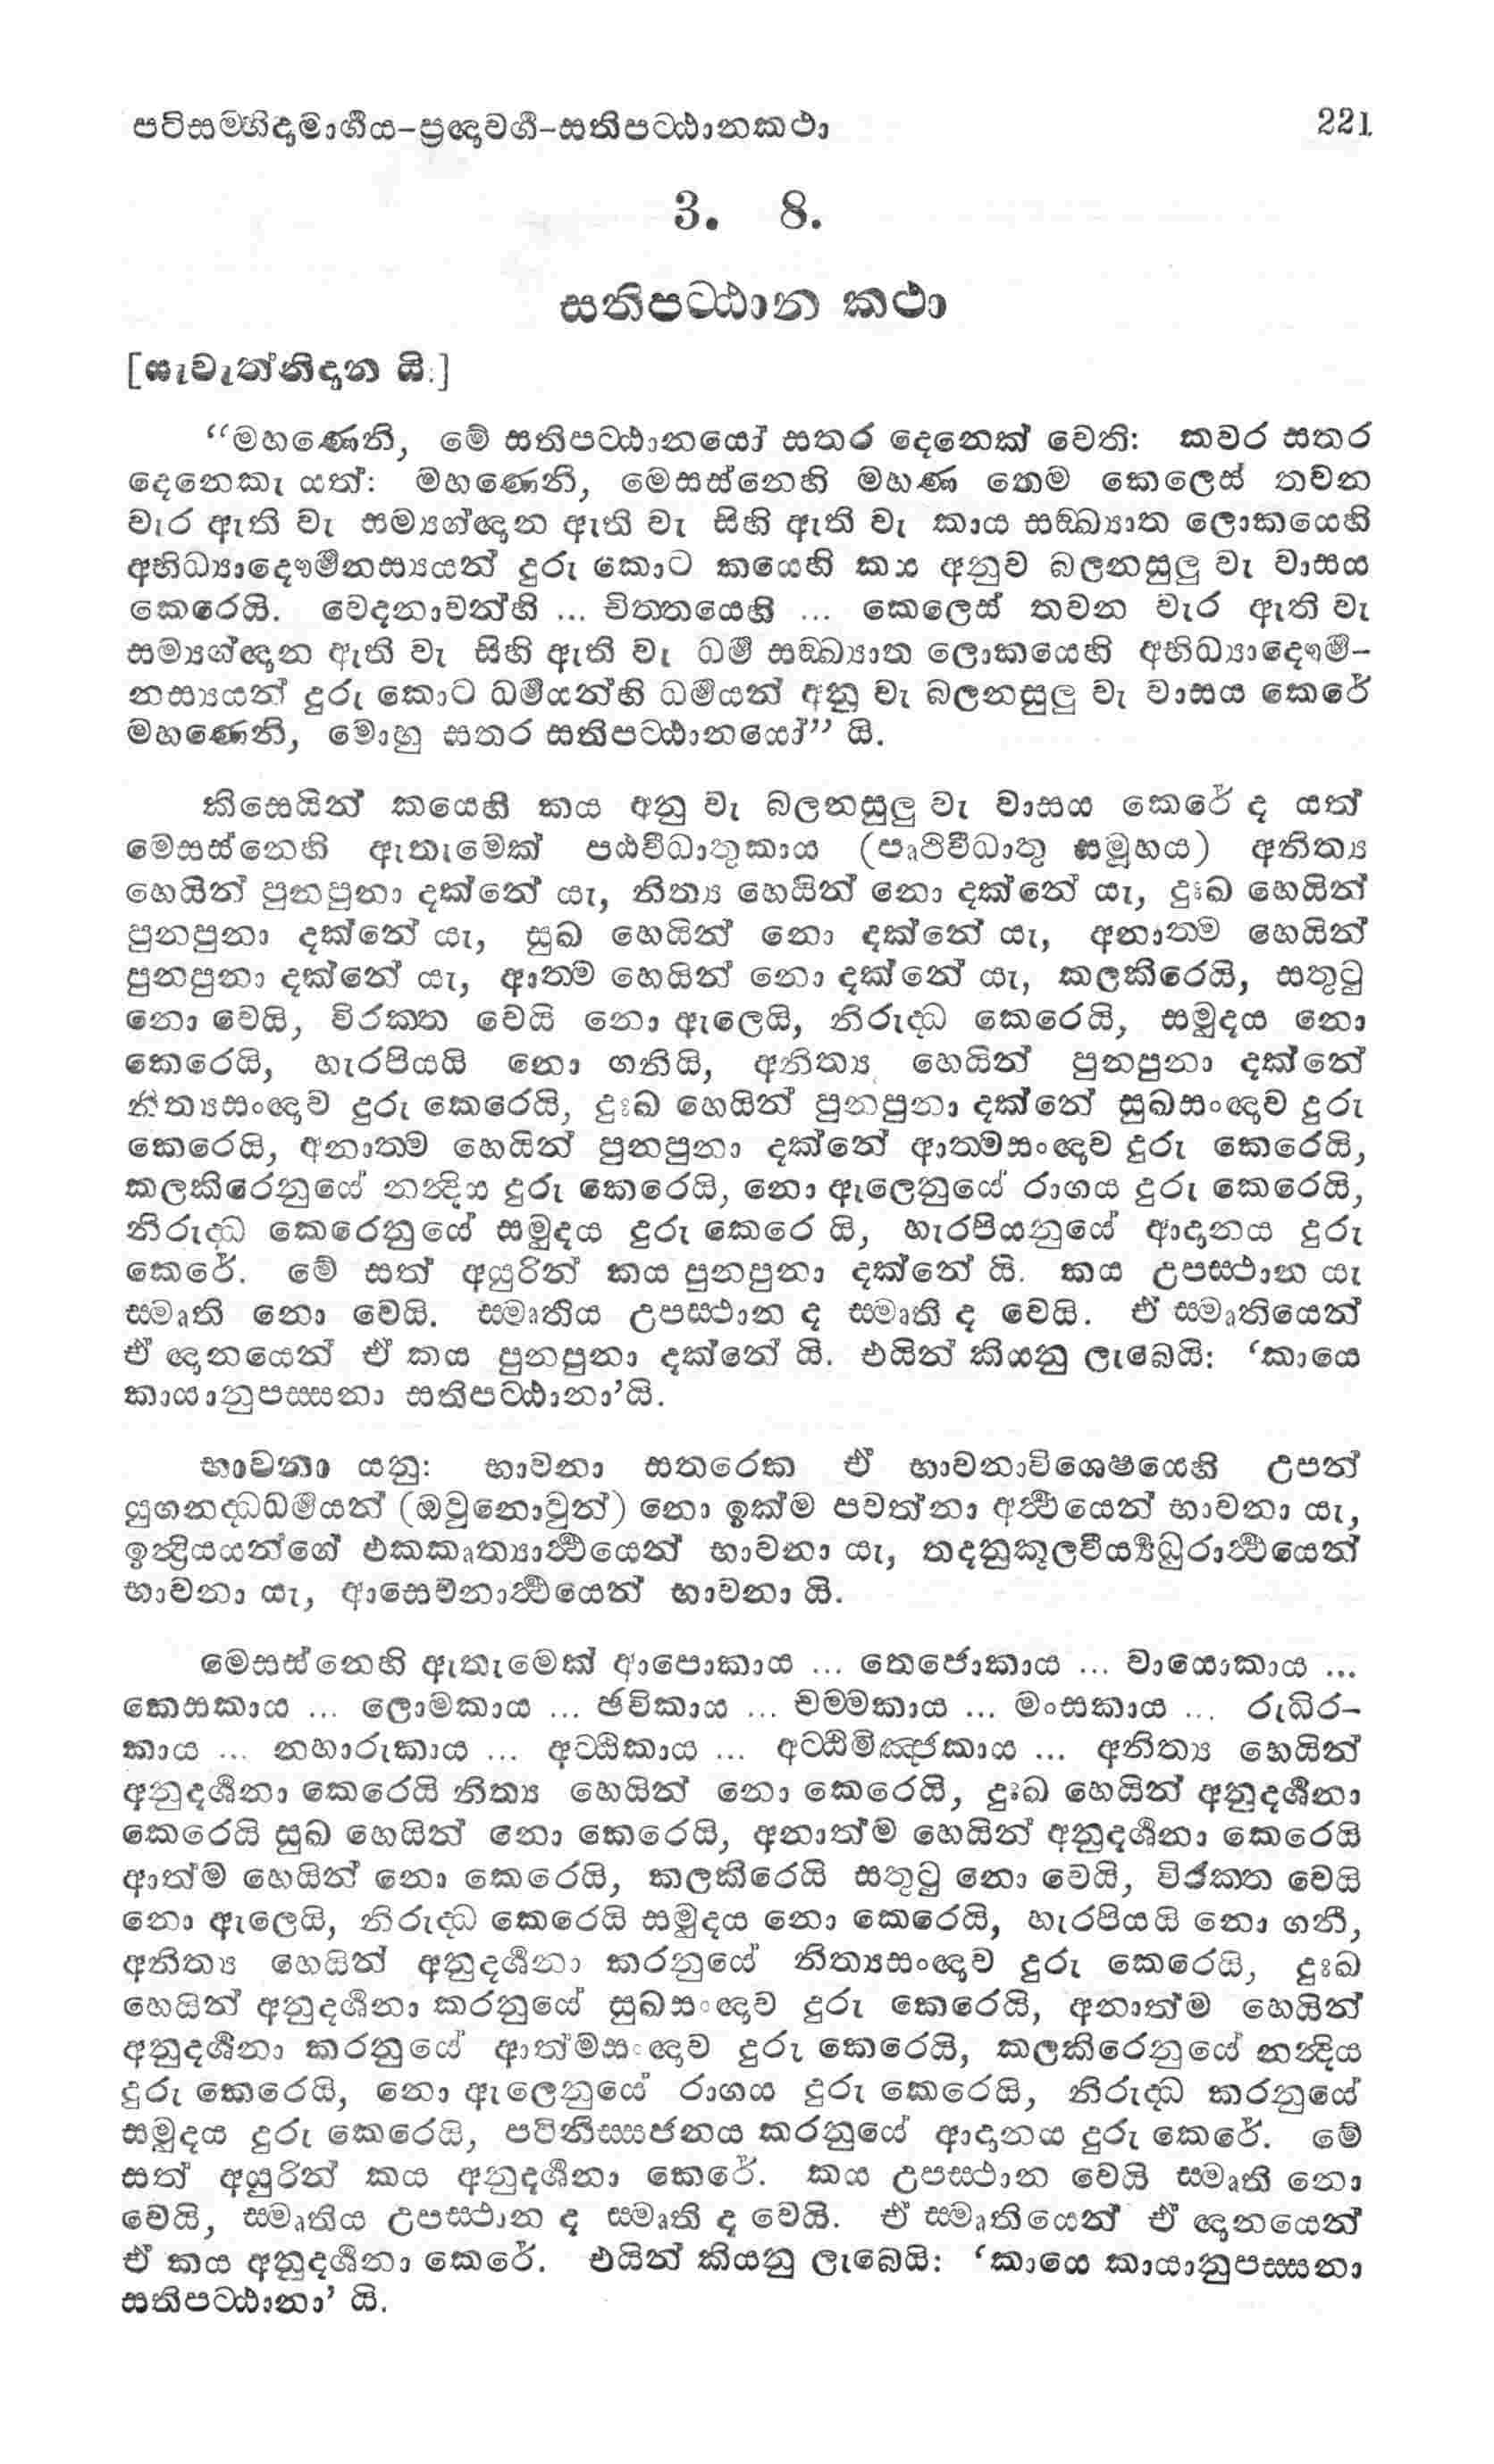 පටිසම්භිදාමාර්ගය-ප්‍රඥාවර්ග-සතිපට්ඨානකථා 221
3. 8.
සතිපට්ඨාන කථා
[සැවැත්නිදාන යි.]
“මහණෙනි, මේ සතිපට්ඨානයෝ සතර දෙනෙක් වෙති: කවර සතර
දෙනෙකැ යත්: මහණෙනි, මෙසස්නෙහි මහණ තෙම කෙලෙස් තවන
වැර ඇති වැ සම්‍යග්ඥාන ඇති වැ සිහි ඇති වැ කාය සඞ්ඛ්‍යාත ලොකයෙහි
අභිධ්‍යාදෞර්මනස්‍යයන් දුරු කොට කයෙහි කය අනුව බලනසුලු වැ වාසය
කෙරෙයි. වෙදනාවන්හි ... චිත්තයෙහි ... කෙලෙස් තවන වැර ඇති වැ
සම්‍යග්ඥාන ඇති වැ සිහි ඇති වැ ධර්ම සඞ්ඛ්‍යාත ලොකයෙහි අභිධ්‍යාදෞර්ම-
නස්‍යයන් දුරු කොට ධර්මයන්හි ධර්මයන් අනු වැ බලනසුලු වැ වාසය කෙරේ
මහණෙනි, මොහු සතර සතිපට්ඨානයෝ” යි.
කිසෙයින් කයෙහි කය අනු වැ බලනසුලු වැ වාසය කෙරේ ද යත්
මෙසස්නෙහි ඇතැමෙක් පඨවීධාතුකාය (පෘථිවීධාතු සමූහය) අනිත්‍ය
හෙයින් පුනපුනා දක්නේ යැ, නිත්‍ය හෙයින් නො දක්නේ යැ, දුඃඛ හෙයින්
පුනපුනා දක්නේ යැ, සුඛ හෙයින් නො දක්නේ යැ, අනාත්ම හෙයින්
පුනපුනා දක්නේ යැ, ආත්ම හෙයින් නො දක්නේ යැ, කලකිරෙයි, සතුටු
නො වෙයි, විරක්ත වෙයි නො ඇලෙයි, නිරුද්ධ කෙරෙයි, සමුදය නො
කෙරෙයි, හැරපියයි නො ගනියි, අනිත්‍ය හෙයින් පුනපුනා දක්නේ
නිත්‍යසංඥාව දුරු කෙරෙයි, දුඃඛ හෙයින් පුනපුනා දක්නේ සුඛසංඥාව දුරු
කෙරෙයි, අනාත්ම හෙයින් පුනපුනා දක්නේ ආත්මසංඥාව දුරු කෙරෙයි,
කලකිරෙනුයේ නන්දිය දුරු කෙරෙයි, නො ඇලෙනුයේ රාගය දුරු කෙරෙයි,
නිරුද්ධ කෙරෙනුයේ සමුදය දුරු කෙරෙ යි, හැරපියනුයේ ආදානය දුරු
කෙරේ. මේ සත් අයුරින් කය පුනපුනා දක්නේ යි. කය උපස්ථාන යැ
ස්මෘති නො වෙයි. ස්මෘතිය උපස්ථාන ද ස්මෘති ද වෙයි. ඒ ස්මෘතියෙන්
ඒ ඥානයෙන් ඒ කය පුනපුනා දක්නේ යි. එයින් කියනු ලැබෙයි: ‘කායෙ
කායානුපස්සනා සතිපට්ඨානා’යි.
භාවනා යනු: භාවනා සතරෙක ඒ භාවනාවිශෙෂයෙහි උපන්
යුගනද්ධධර්මයන් (ඔවුනොවුන්) නො ඉක්ම පවත්නා අර්ථයෙන් භාවනා යැ,
ඉන්ද්‍රියයන්ගේ එකකෘත්‍යාර්ථයෙන් භාවනා යැ, තදනුකූලවීර්‍ය්‍යධුරාර්ථයෙන්
භාවනා යැ, ආසෙවනාර්ථයෙන් භාවනා යි.
මෙසස්නෙහි ඇතැමෙක් ආපොකාය ... තෙජොකාය ... වායොකාය ...
කෙසකාය ... ලොමකාය ... ඡවිකාය ... චම්මකාය ... මංසකාය ... රුධිර-
කාය ... නහාරුකාය ... අට්ඨිකාය ... අට්ඨිමිඤ්ජකාය ... අනිත්‍ය හෙයින්
අනුදර්ශනා කෙරෙයි නිත්‍ය හෙයින් නො කෙරෙයි, දුඃඛ හෙයින් අනුදර්ශනා
කෙරෙයි සුඛ හෙයින් නො කෙරෙයි, අනාත්ම හෙයින් අනුදර්ශනා කෙරෙයි
ආත්ම හෙයින් නො කෙරෙයි, කලකිරෙයි සතුටු නො වෙයි, විරක්ත වෙයි
නො ඇලෙයි, නිරුද්ධ කෙරෙයි සමුදය නො කෙරෙයි, හැරපියයි නො ගනී,
අනිත්‍ය හෙයින් අනුදර්ශනා කරනුයේ නිත්‍යසංඥාව දුරු කෙරෙයි, දුඃඛ
හෙයින් අනුදර්ශනා කරනුයේ සුඛසංඥාව දුරු කෙරෙයි, අනාත්ම හෙයින්
අනුදර්ශනා කරනුයේ ආත්මසංඥාව දුරු කෙරෙයි, කලකිරෙනුයේ නන්දිය
දුරු කෙරෙයි, නො ඇලෙනුයේ රාගය දුරු කෙරෙයි, නිරුද්ධ කරනුයේ
සමුදය දුරු කෙරෙයි, පටිනිස්සජනය කරනුයේ ආදානය දුරු කෙරේ. මේ
සත් අයුරින් කය අනුදර්ශනා කෙරේ. කය උපස්ථාන වෙයි ස්මෘති නො
වෙයි, ස්මෘතිය උපස්ථාන ද ස්මෘති ද වෙයි. ඒ ස්මෘතියෙන් ඒ ඥානයෙන්
ඒ කය අනුදර්ශනා කෙරේ. එයින් කියනු ලැබෙයි: ‘කායෙ කායානුපස්සනා
සතිපට්ඨානා’ යි.